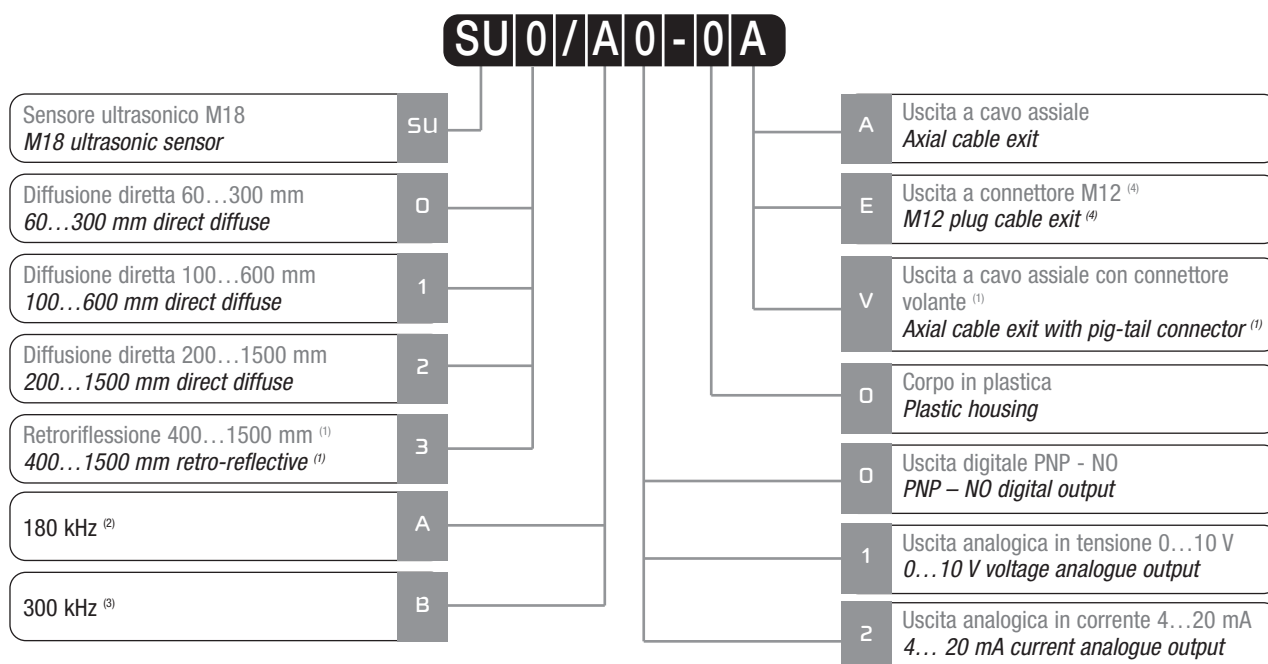 SU0/A0-0A
Sensore ultrasonico M18
M18 ultrasonic sensor
SU
Diffusione diretta 60...300 mm
60...300 mm direct diffuse
0
Diffusione diretta 100...600 mm
100...600 mm direct diffuse
1
Diffusione diretta 200...1500 mm
200...1500 mm direct diffuse
2
Retroriflessione 400...1500 mm (1)
400...1500 mm retro-reflective (1)
3
180 kHz (2)
A
300 kHz (3)
B
A
Uscita a cavo assiale
Axial cable exit
E
Uscita a connettore M12 (4)
M12 plug cable exit (4)
V
Uscita a cavo assiale con connettore
volante (1)
Axial cable exit with pig-tail connector (1)
0
Corpo in plastica
Plastic housing
0
Uscita digitale PNP - NO
PNP – NO digital output
1
Uscita analogica in tensione 0...10 V
0...10 V voltage analogue output
2
Uscita analogica in corrente 4...20 mA
4... 20 mA current analogue output